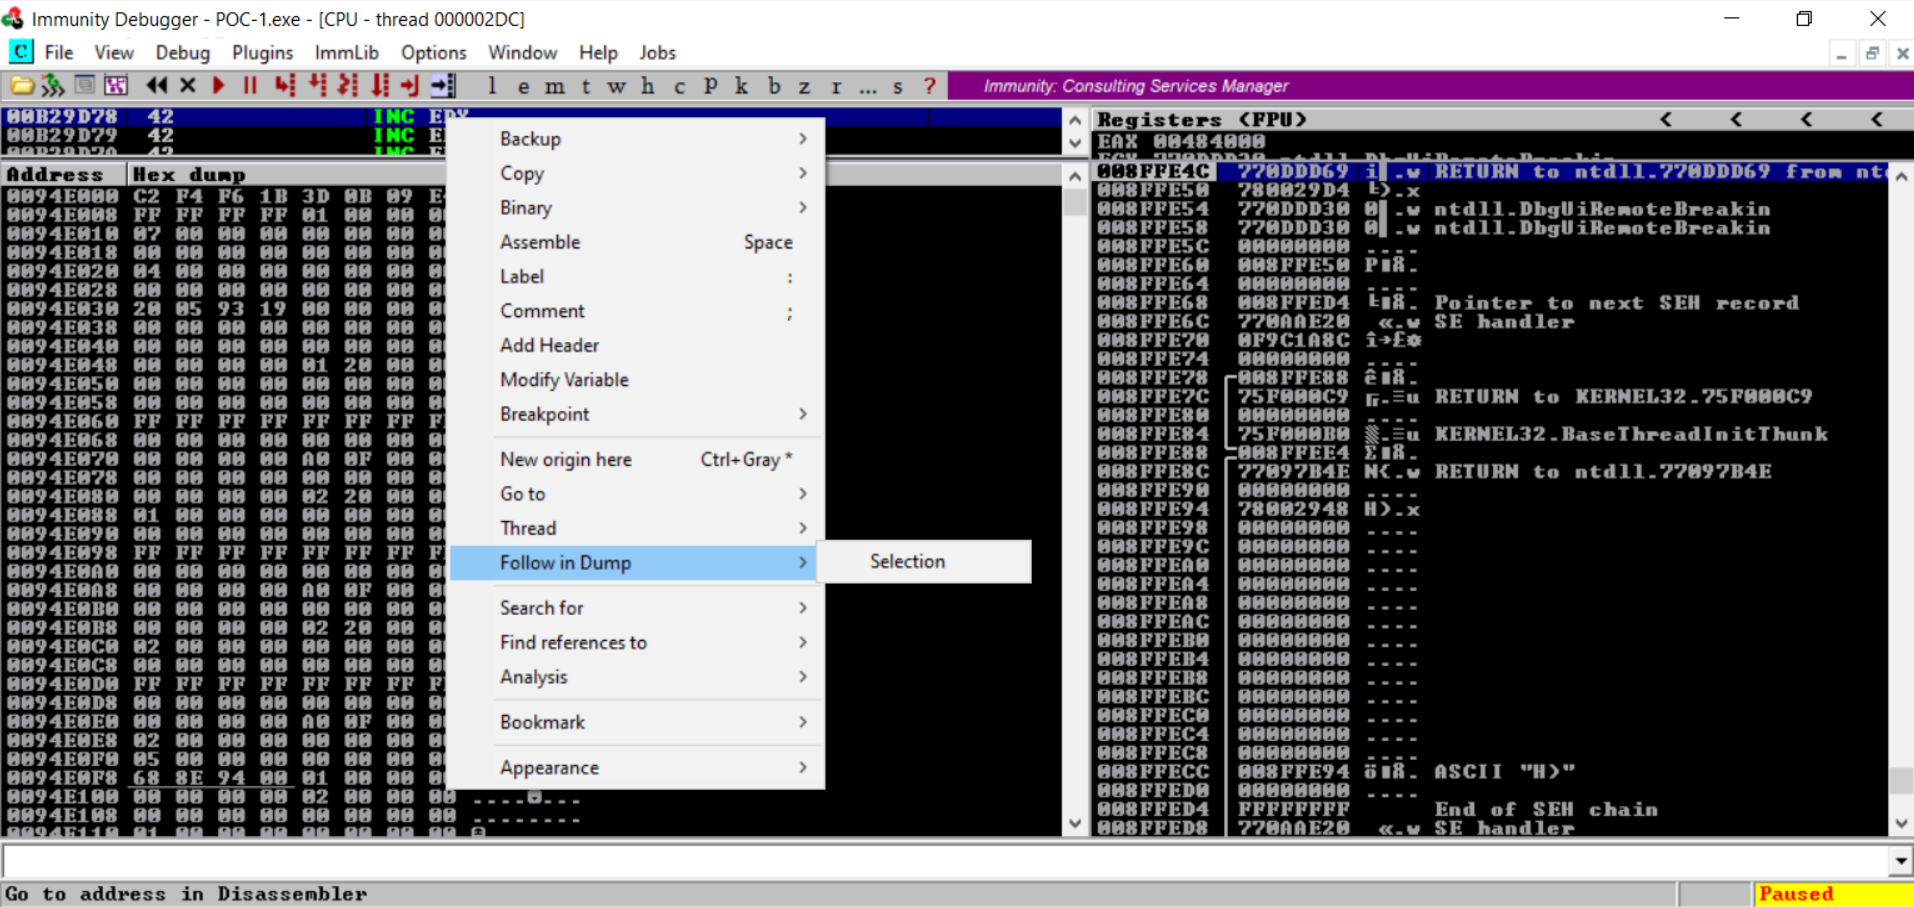 Immunity Debugger - POC-1.exe - [CPU - thread 000002DC]
C File View Debug Plugins ImmLib Options Window Help Jobs
l e m t w h c P k b z r ... s ? Immunity: Consulting Services Manager
00B29D78 42 INC EDX
00B29D79 42 INC
Registers (FPU) < < < <
EAX 00484000
Address Hex dump
0094E000 C2 F4 F6 1B 3D 0B 09
0094E008 FF FF FF FF 01 00 00
0094E010 07 00 00 00 00 00 00
0094E018 00 00 00 00 00 00 00
0094E020 04 00 00 00 00 00 00
0094E028 00 00 00 00 00 00 00
0094E030 20 05 93 19 00 00 00
0094E038 00 00 00 00 00 00 00
0094E040 00 00 00 00 00 00 00
0094E048 00 00 00 00 01 20 00
0094E050 00 00 00 00 00 00 00
0094E058 00 00 00 00 00 00 00
0094E060 FF FF FF FF FF FF FF
0094E068 00 00 00 00 00 00 00
0094E070 00 00 00 00 A0 0F 00
0094E078 00 00 00 00 00 00 00
0094E080 00 00 00 00 02 20 00
0094E088 01 00 00 00 00 00 00
0094E090 00 00 00 00 00 00 00
0094E098 FF FF FF FF FF FF FF
0094E0A0 00 00 00 00 00 00 00
0094E0A8 00 00 00 00 A0 0F 00
0094E0B0 00 00 00 00 00 00 00
0094E0B8 00 00 00 00 02 20 00
0094E0C0 02 00 00 00 00 00 00
0094E0C8 00 00 00 00 00 00 00
0094E0D0 FF FF FF FF FF FF FF
0094E0D8 00 00 00 00 00 00 00
0094E0E0 00 00 00 00 A0 0F 00
0094E0E8 02 00 00 00 00 00 00
0094E0F0 05 00 00 00 00 00 00
0094E0F8 68 8E 94 00 01 00 00
0094E100 00 00 00 00 02 00 00 00
0094E108 00 00 00 00 00 00 00 00
0094E110 01 00 00 00 00 00 00 00
Backup
Copy
Binary
Assemble Space
Label :
Comment ;
Add Header
Modify Variable
Breakpoint
New origin here Ctrl+Gray *
Go to
Thread
Follow in Dump
Selection
Search for
Find references to
Analysis
Bookmark
Appearance
008FFE4C 770DDD69 RETURN to ntdll.770DDD69 from
008FFE50 780029D4
008FFE54 770DDD30 ntdll.DbgUiRemoteBreakin
008FFE58 770DDD30 ntdll.DbgUiRemoteBreakin
008FFE5C 00000000 ....
008FFE60 008FFE50
008FFE64 00000000 ....
008FFE68 008FFED4 Pointer to next SEH record
008FFE6C 770AAE20 SE handler
008FFE70 0F9C1A8C
008FFE74 00000000 ....
008FFE78 008FFE88
008FFE7C 75F000C9 RETURN to KERNEL32.75F000C9
008FFE80 00000000 ....
008FFE84 75F000B0 KERNEL32.BaseThreadInitThunk
008FFE88 008FFEE4
008FFE8C 77097B4E RETURN to ntdll.77097B4E
008FFE90 00000000 ....
008FFE94 78002948 H).x
008FFE98 00000000 ....
008FFE9C 00000000 ....
008FFEA0 00000000 ....
008FFEA4 00000000 ....
008FFEA8 00000000 ....
008FFEAC 00000000 ....
008FFEB0 00000000 ....
008FFEB4 00000000 ....
008FFEB8 00000000 ....
008FFEBC 00000000 ....
008FFEC0 00000000 ....
008FFEC4 00000000 ....
008FFEC8 00000000 ....
008FFECC 008FFE94 ASCII "H)"
008FFED0 00000000 ....
008FFED4 FFFFFFFF End of SEH chain
008FFED8 770AAE20 SE handler
Go to address in Disassembler
Paused